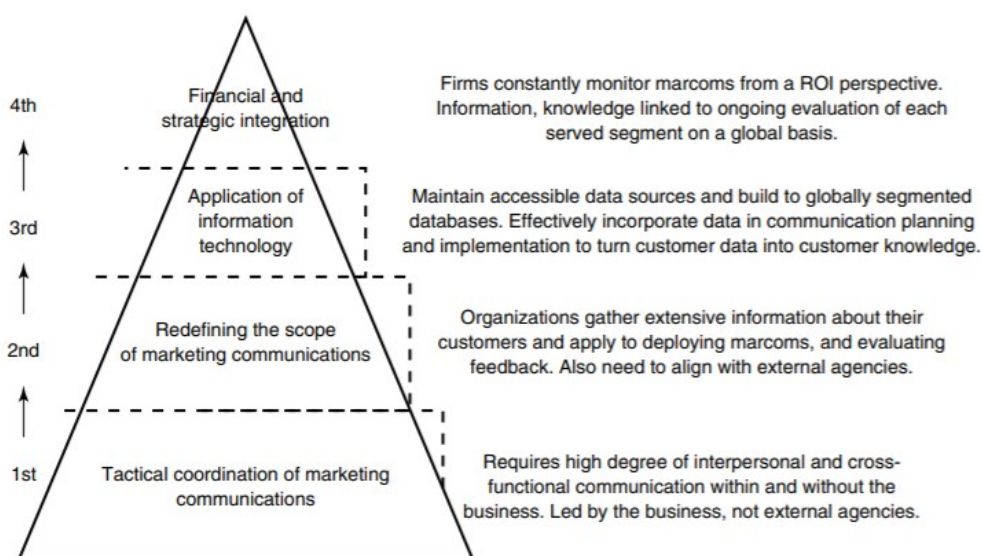 4th
Financial and
strategic integration
Firms constantly monitor marcoms from a ROI perspective.
Information, knowledge linked to ongoing evaluation of each
served segment on a global basis.
3rd
Application of
information
technology
Maintain accessible data sources and build to globally segmented
databases. Effectively incorporate data in communication planning
and implementation to turn customer data into customer knowledge.
2nd
Redefining the scope
of marketing communications
Organizations gather extensive information about their
customers and apply to deploying marcoms, and evaluating
feedback. Also need to align with external agencies.
1st
Tactical coordination of marketing
communications
Requires high degree of interpersonal and cross-
functional communication within and without the
business. Led by the business, not external agencies.